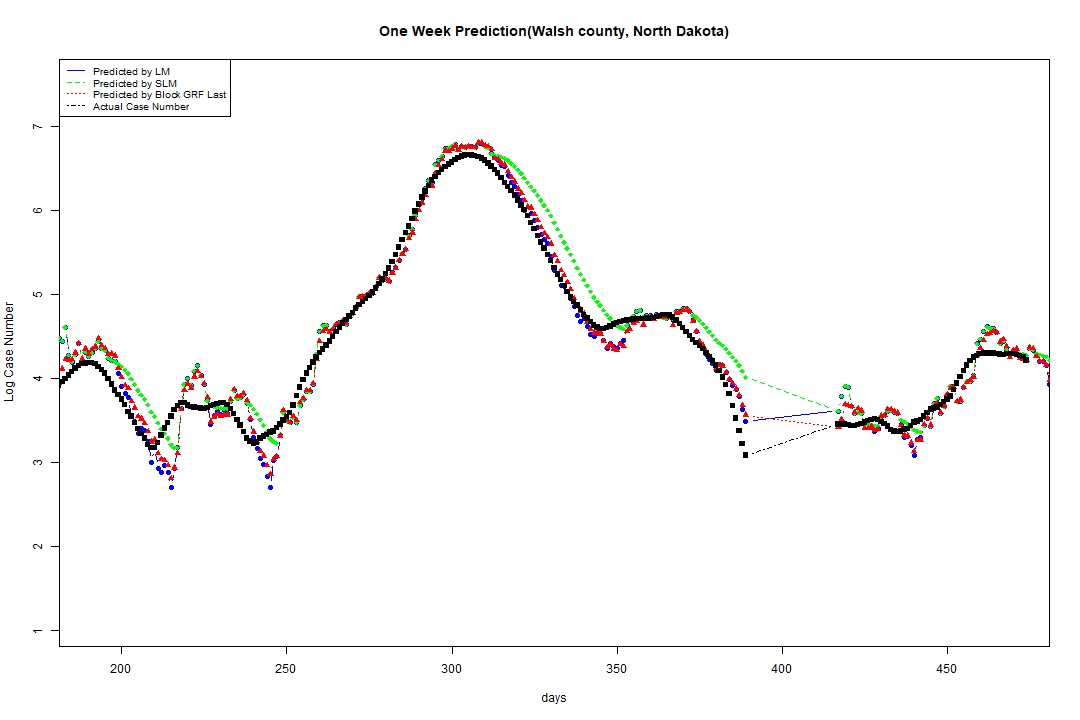 One Week Prediction(Walsh county, North Dakota)
Predicted by LM
Predicted by SLM
Predicted by Block GRF Last
Actual Case Number
7
6
5
4
3
2
1
Log Case Number
200 250 300 350 400 450
days